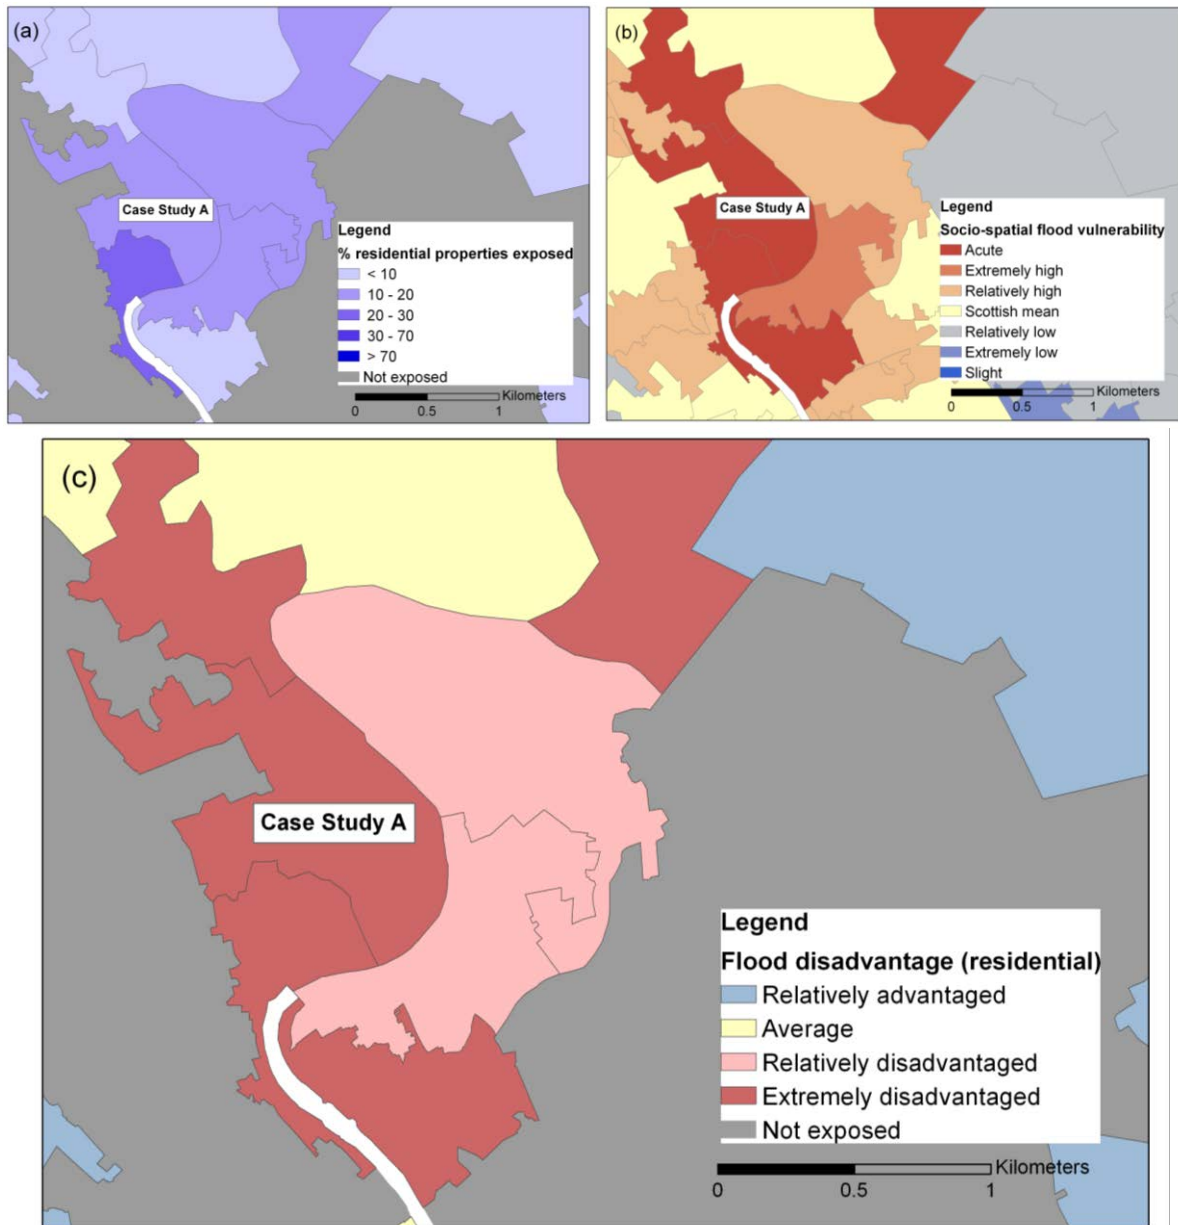 (a)
Case Study A
Legend
% residential properties exposed
< 10
10 - 20
20 - 30
30 - 70
> 70
Not exposed
Kilometers
0 0.5 1
(b)
Case Study A
Legend
Socio-spatial flood vulnerability
Acute
Extremely high
Relatively high
Scottish mean
Relatively low
Extremely low
Slight
Kilometers
0 0.5 1
(c)
Case Study A
Legend
Flood disadvantage (residential)
Relatively advantaged
Average
Relatively disadvantaged
Extremely disadvantaged
Not exposed
Kilometers
0 0.5 1